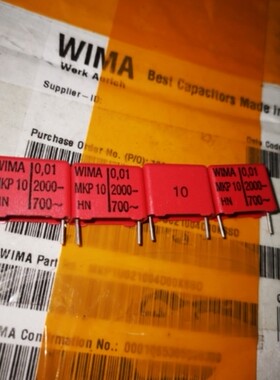 WIMA
Werk Aurich
Best Capacitors Made in
Supplier-ID:
Purchase Order No. (P/O):
WIMA
MKP 10
HN
0,01
2000-
700~
WIMA
MKP 10
HN
0,01
2000-
700~
10
WIMA
MKP 10
HN
0,01
2000-
700~
WIMA Part
WIMA Confirmation No.: